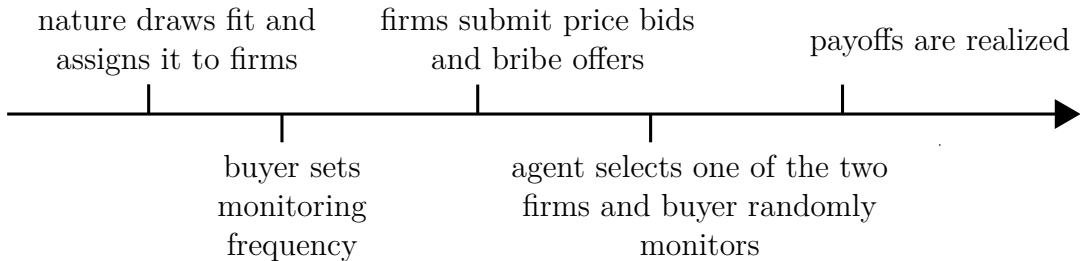 nature draws fit and
assigns it to firms
firms submit price bids
and bribe offers
payoffs are realized
buyer sets
monitoring
frequency
agent selects one of the two
firms and buyer randomly
monitors